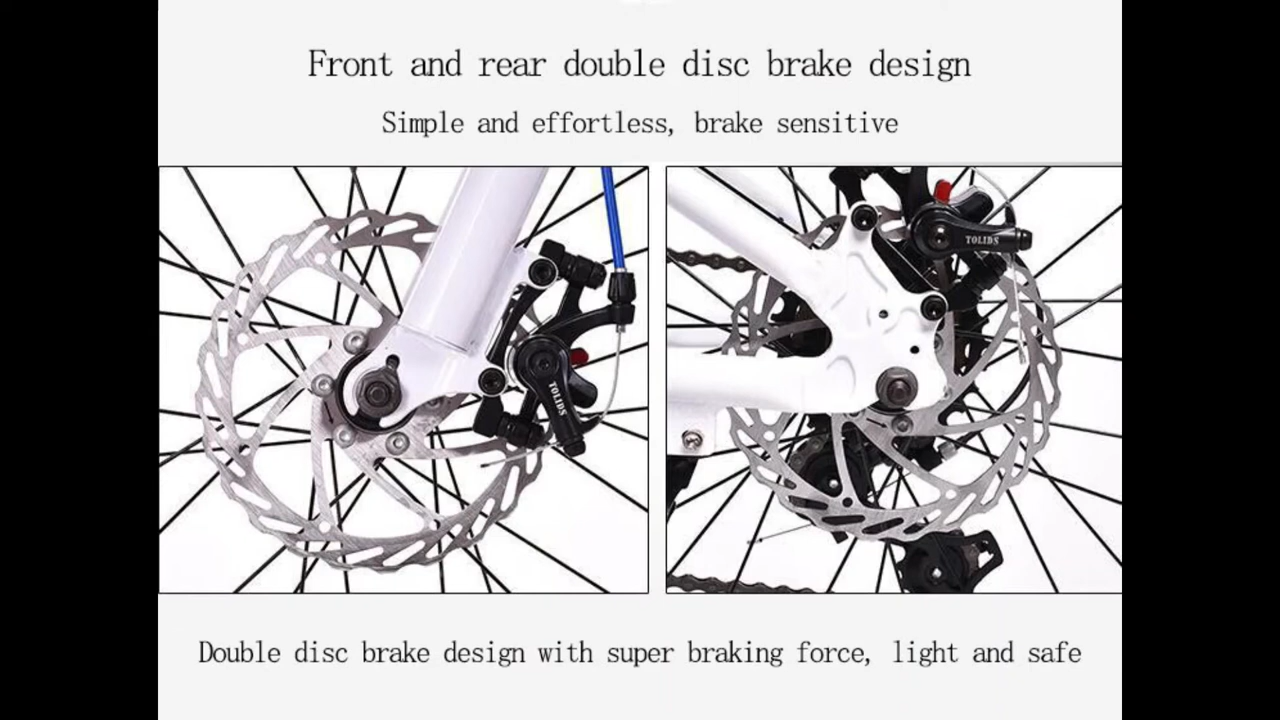 Front and rear double disc brake design
Simple and effortless, brake sensitive
TOLIDS
TOLIDS
Double disc brake design with super braking force, light and safe